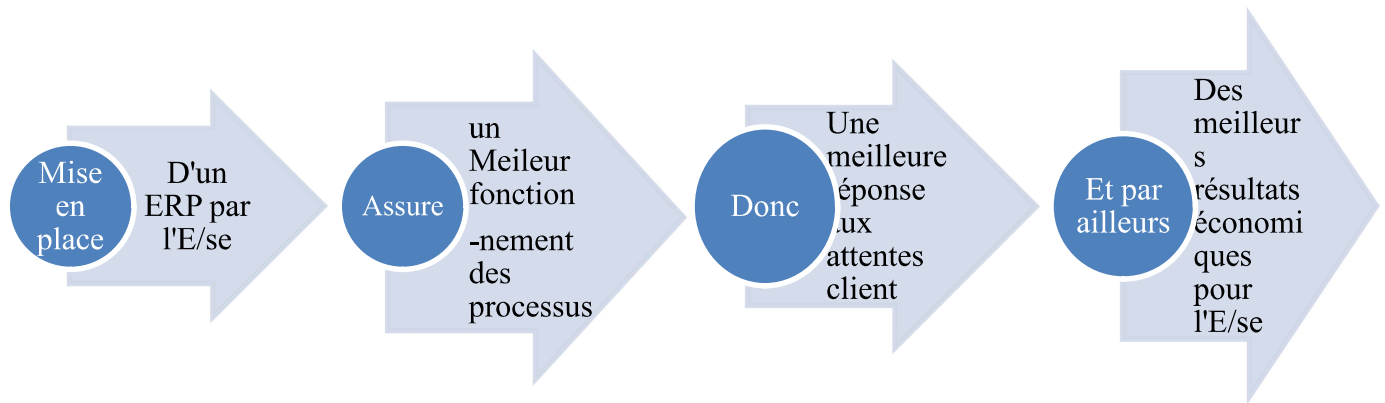 Mise
en
place
D'un
ERP par
l'E/se
Assure
un
Meileur
fonction
-nement
des
processus
Donc
Une
meilleure
éponse
ux
attentes
client
Et par
ailleurs
Des
meilleur
s
résultats
économi
ques
pour
l'E/se